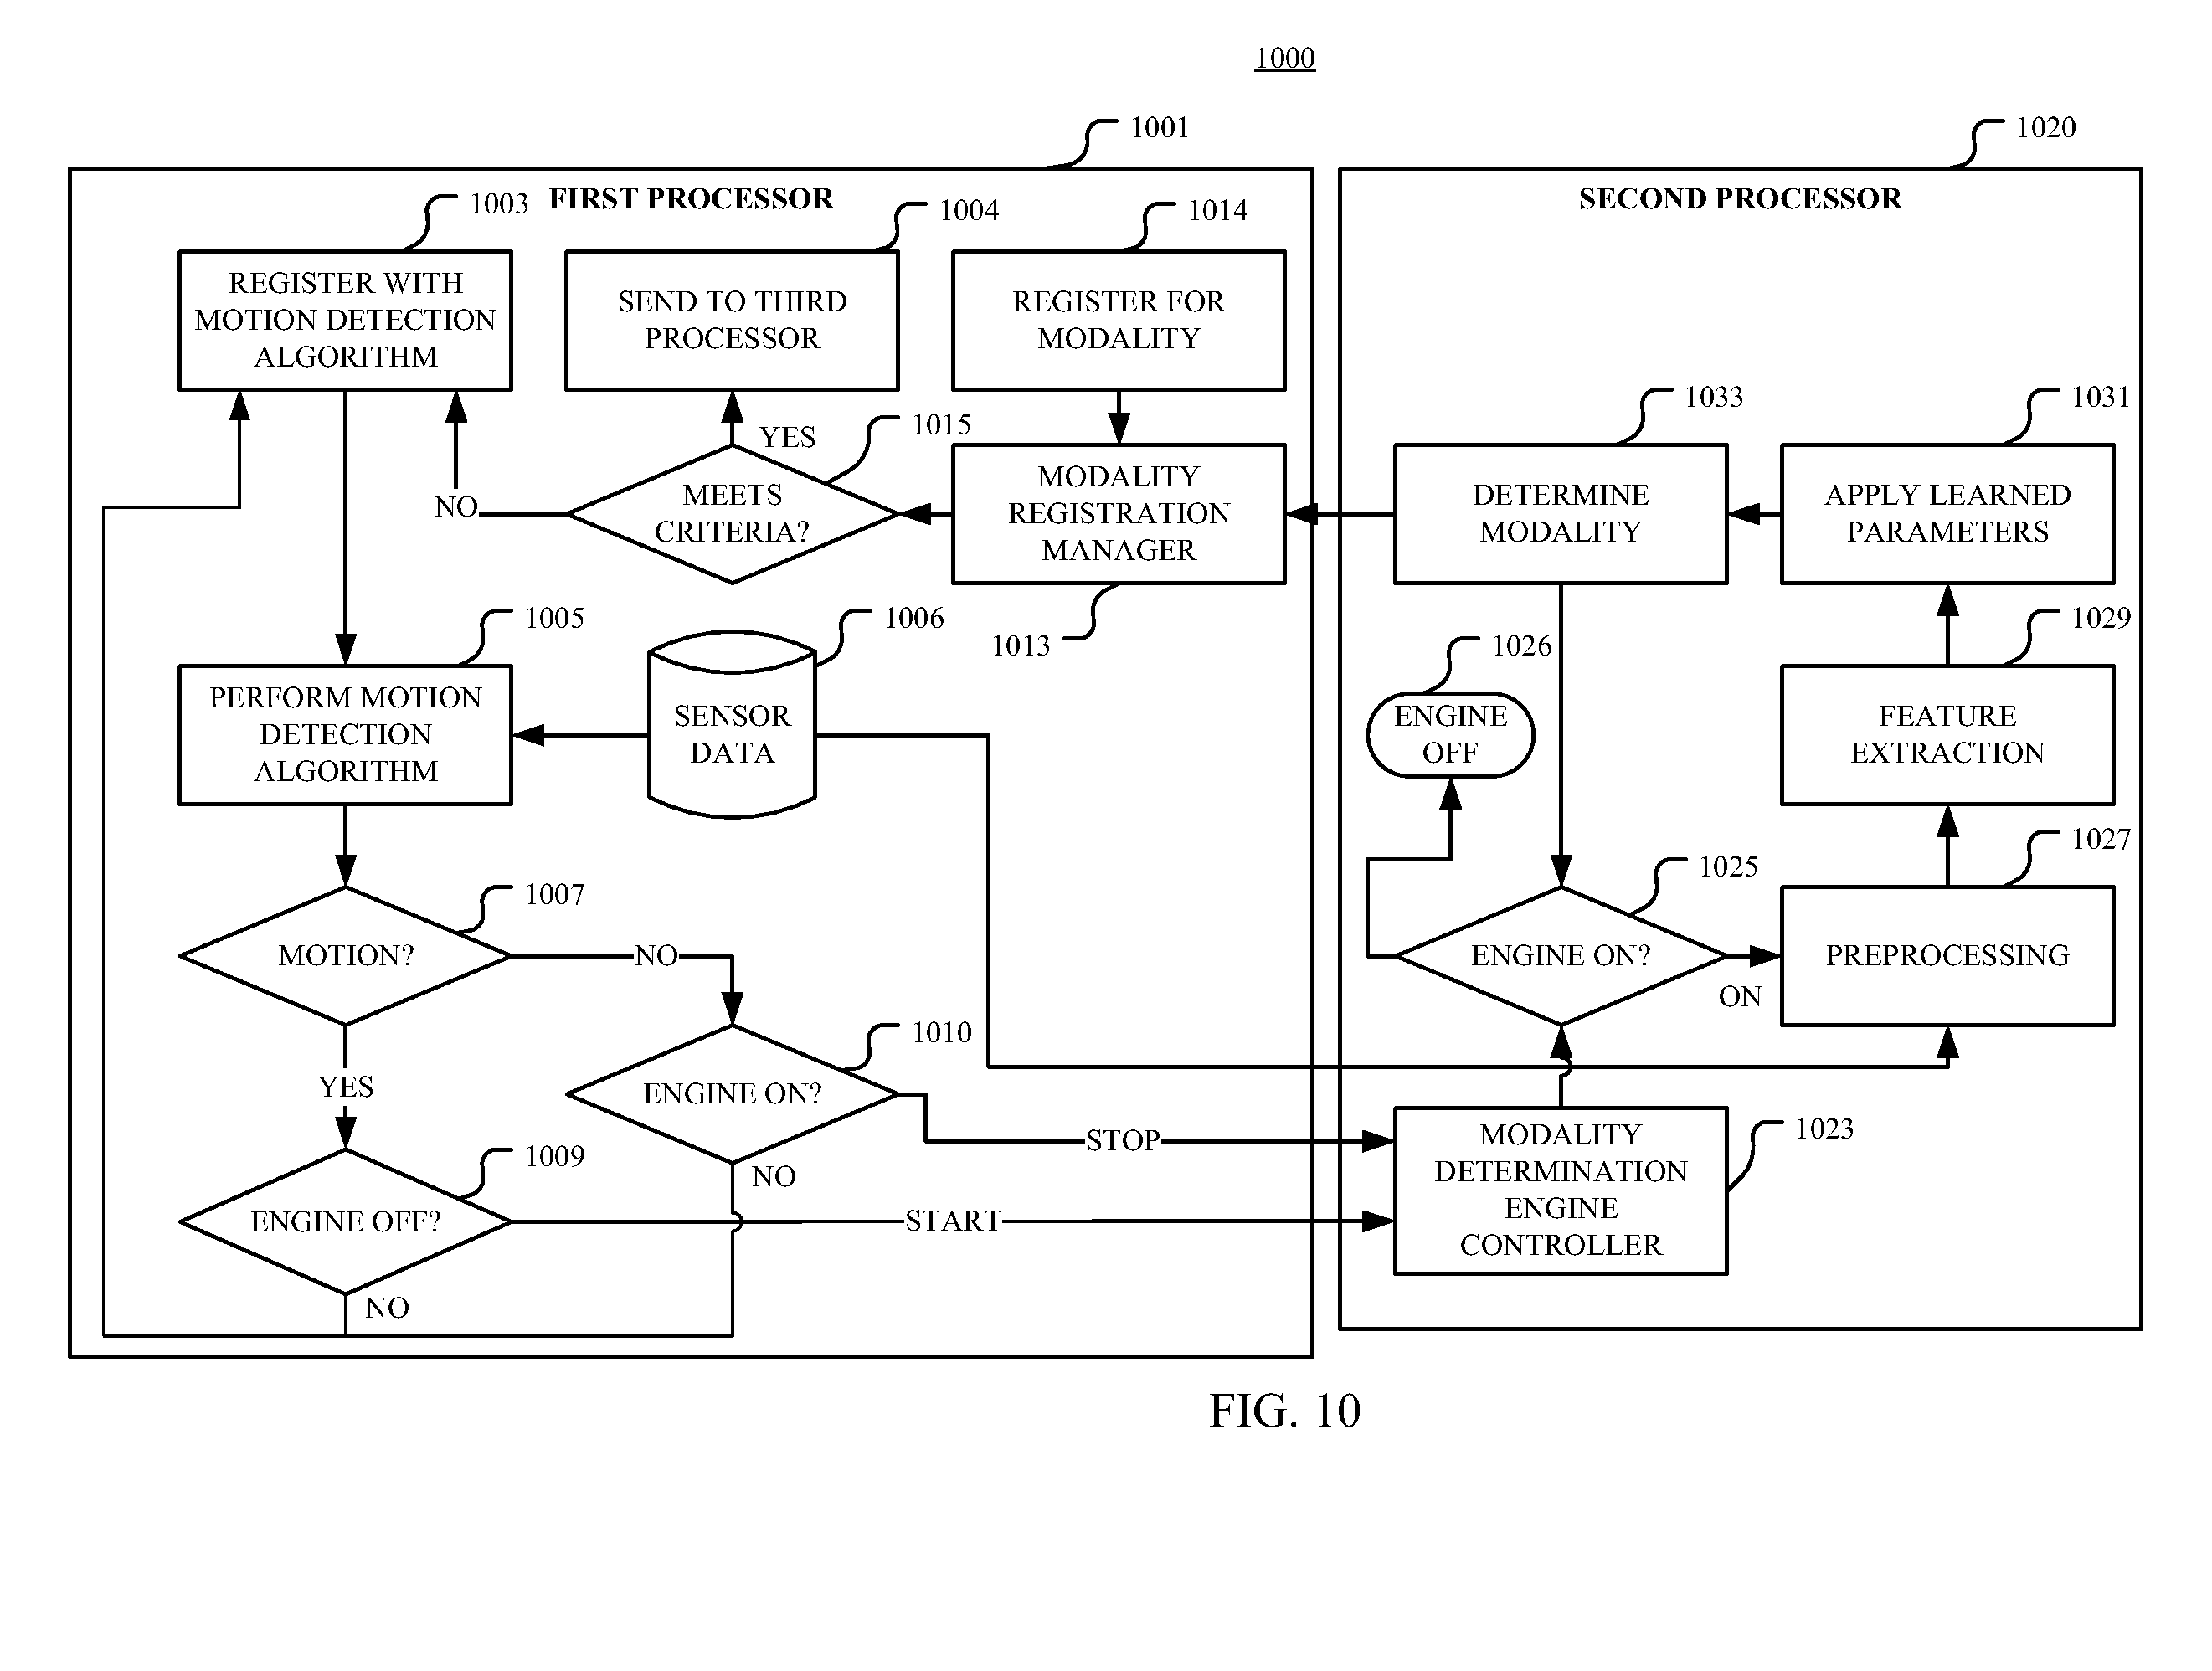 1000
1001
1020
FIRST PROCESSOR
SECOND PROCESSOR
1003
1004
1014
REGISTER WITH
MOTION DETECTION
ALGORITHM
SEND TO THIRD
PROCESSOR
REGISTER FOR
MODALITY
1015
1033
1031
YES
NO
MEETS
CRITERIA?
MODALITY
REGISTRATION
MANAGER
DETERMINE
MODALITY
APPLY LEARNED
PARAMETERS
1005
1006
1013
1026
1029
PERFORM MOTION
DETECTION
ALGORITHM
SENSOR
DATA
ENGINE
OFF
FEATURE
EXTRACTION
1007
1025
1027
MOTION?
NO
ENGINE ON?
ON
PREPROCESSING
1010
YES
ENGINE ON?
STOP
NO
1009
ENGINE OFF?
START
NO
MODALITY
DETERMINATION
ENGINE
CONTROLLER
1023
FIG. 10